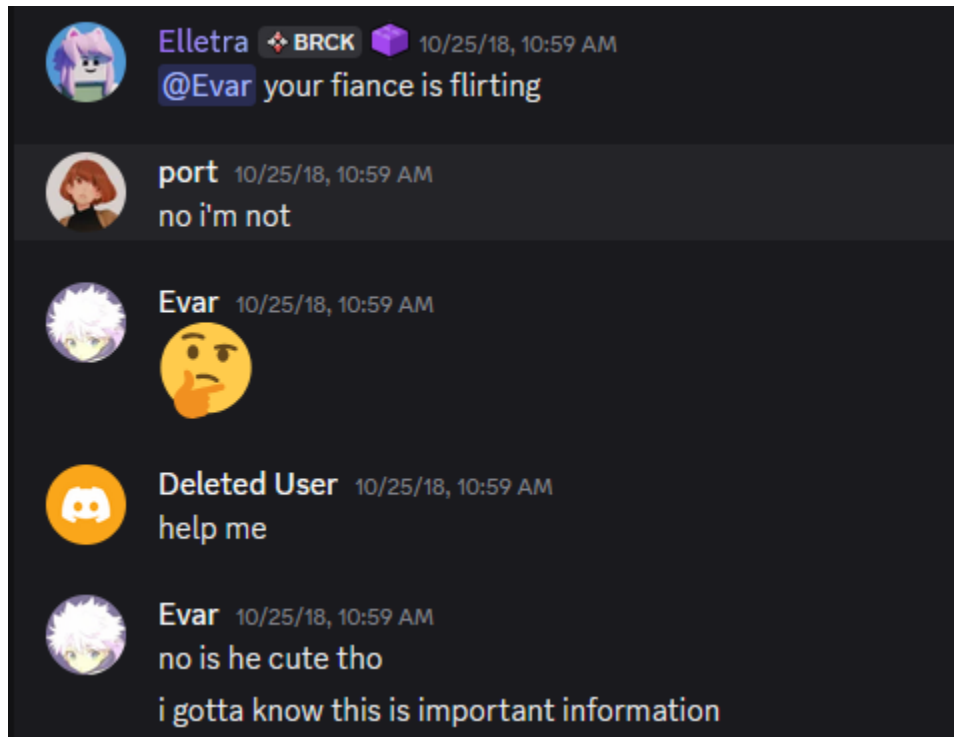 Elletra BRCK 10/25/18, 10:59 AM
@Evar your fiance is flirting
port 10/25/18, 10:59 AM
no i'm not
Evar 10/25/18, 10:59 AM
Deleted User 10/25/18, 10:59 AM
help me
Evar 10/25/18, 10:59 AM
no is he cute tho
i gotta know this is important information